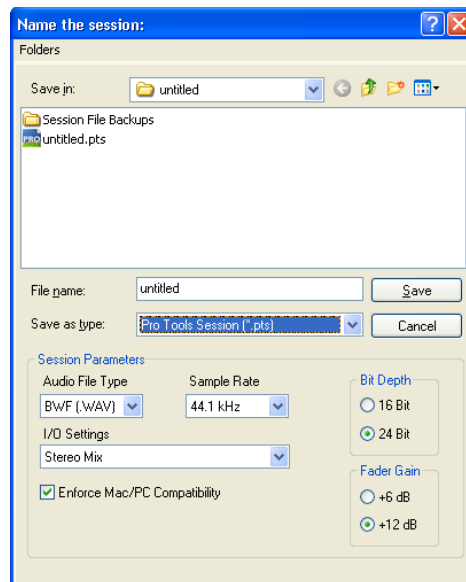 Name the session:
Folders
Save in: untitled
Session File Backups
PRO untitled.pts
File name: untitled Save
Save as type: Pro Tools Session (*.pts) Cancel
Session Parameters
Audio File Type Sample Rate Bit Depth
BWF (.WAV) 44.1 kHz 16 Bit
I/O Settings 24 Bit
Stereo Mix
Fader Gain
Enforce Mac/PC Compatibility +6 dB
+12 dB